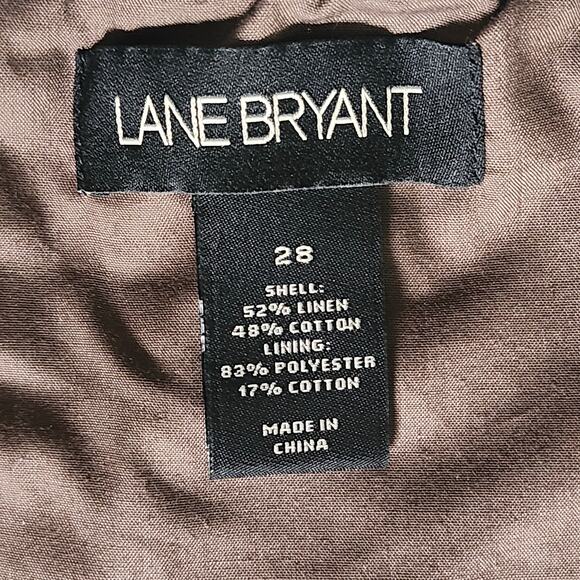 LANE BRYANT
28
SHELL:
52% LINEN
48% COTTON
LINING:
83% POLYESTER
17% COTTON
MADE IN
CHINA